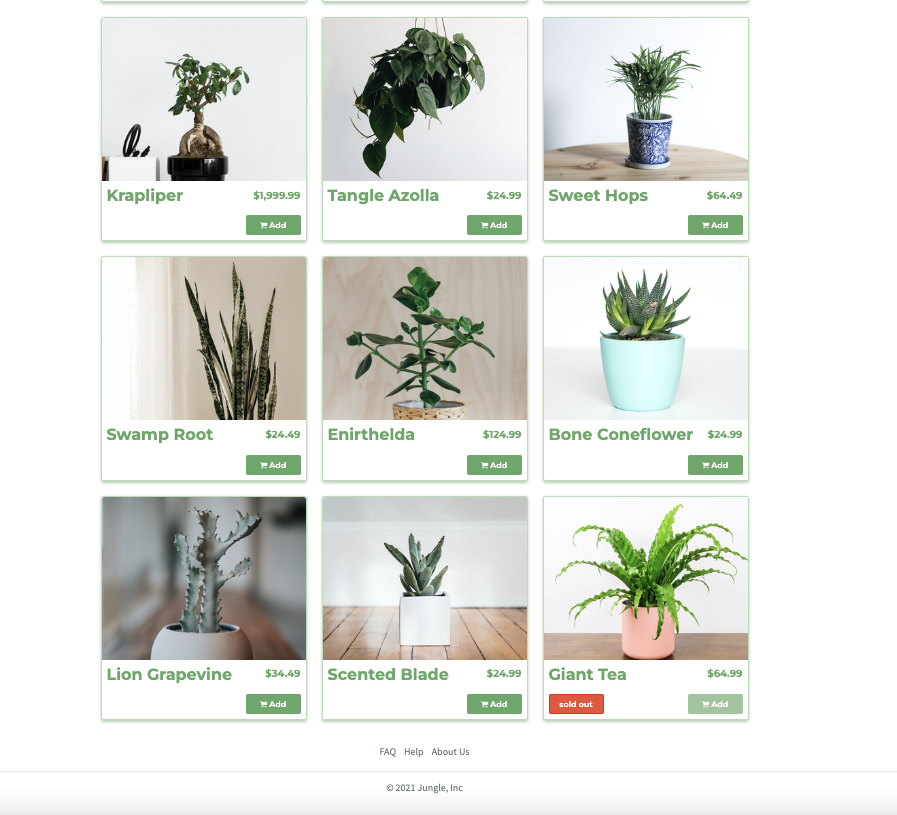 Krapliper $1,999.99
Add
Tangle Azolla $24.99
Add
Sweet Hops $64.49
Add
Swamp Root $24.49
Add
Enirthelda $124.99
Add
Bone Coneflower $24.99
Add
Lion Grapevine $34.49
Add
Scented Blade $24.99
Add
Giant Tea $64.99
sold out Add
FAQ Help About Us
© 2021 Jungle, Inc